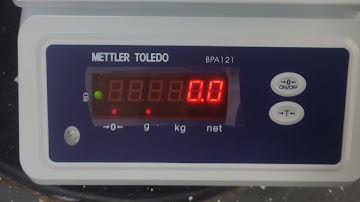 METTLER TOLEDO BPA121
0.0
→0←
ON/OFF
→T←
→0← g kg net